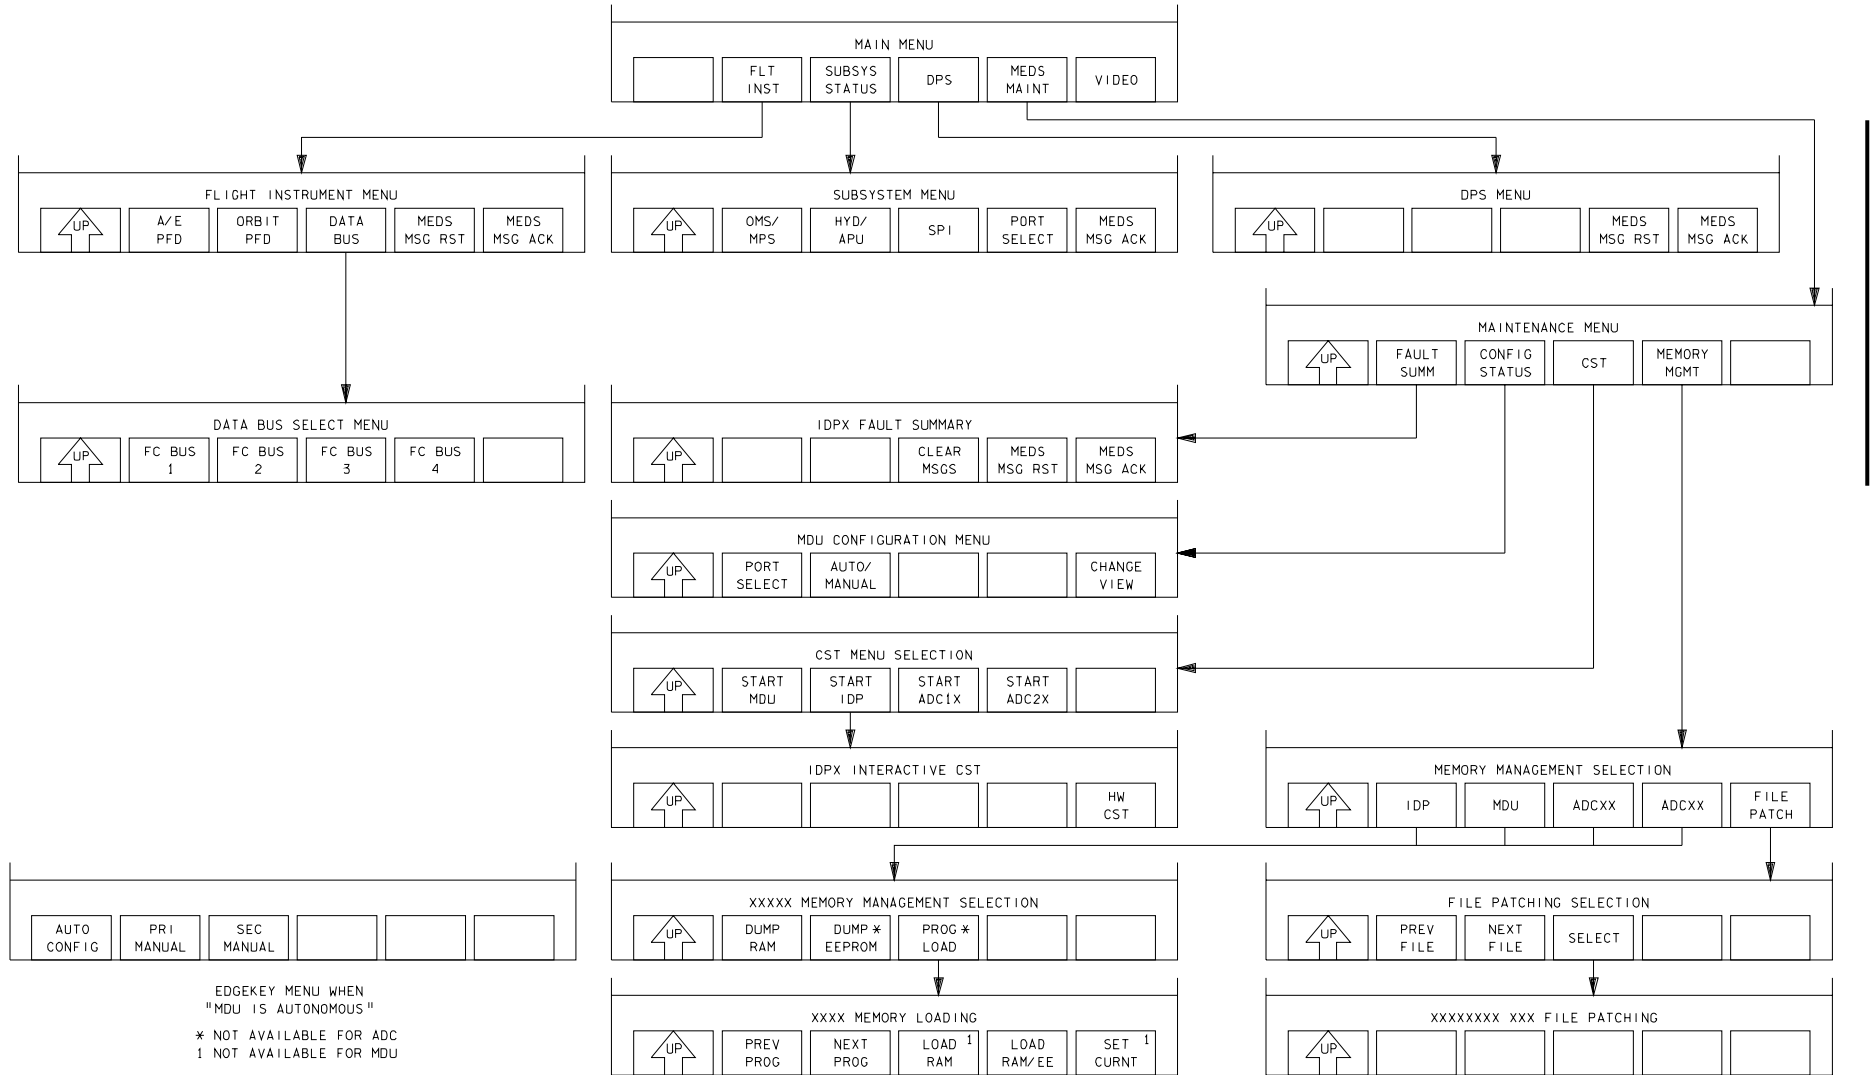 MAIN MENU
FLT INST
SUBSYS STATUS
DPS
MEDS MAINT
VIDEO
FLIGHT INSTRUMENT MENU
UP
A/E PFD
ORBIT PFD
DATA BUS
MEDS MSG RST
MEDS MSG ACK
SUBSYSTEM MENU
UP
OMS/ MPS
HYD/ APU
SPI
PORT SELECT
MEDS MSG ACK
DPS MENU
UP
MEDS MSG RST
MEDS MSG ACK
MAINTENANCE MENU
UP
FAULT SUMM
CONFIG STATUS
CST
MEMORY MGMT
DATA BUS SELECT MENU
UP
FC BUS 1
FC BUS 2
FC BUS 3
FC BUS 4
IDPX FAULT SUMMARY
UP
CLEAR MSGS
MEDS MSG RST
MEDS MSG ACK
MDU CONFIGURATION MENU
UP
PORT SELECT
AUTO/ MANUAL
CHANGE VIEW
CST MENU SELECTION
UP
START MDU
START IDP
START ADC1X
START ADC2X
IDPX INTERACTIVE CST
UP
HW CST
MEMORY MANAGEMENT SELECTION
UP
IDP
MDU
ADCXX
ADCXX
FILE PATCH
AUTO CONFIG
PRI MANUAL
SEC MANUAL
EDGEKEY MENU WHEN
"MDU IS AUTONOMOUS"
* NOT AVAILABLE FOR ADC
1 NOT AVAILABLE FOR MDU
XXXXX MEMORY MANAGEMENT SELECTION
UP
DUMP RAM
DUMP * EEPROM
PROG * LOAD
FILE PATCHING SELECTION
UP
PREV FILE
NEXT FILE
SELECT
XXXX MEMORY LOADING
UP
PREV PROG
NEXT PROG
LOAD 1 RAM
LOAD RAM/EE
SET 1 CURNT
XXXXXXXX XXX FILE PATCHING
UP